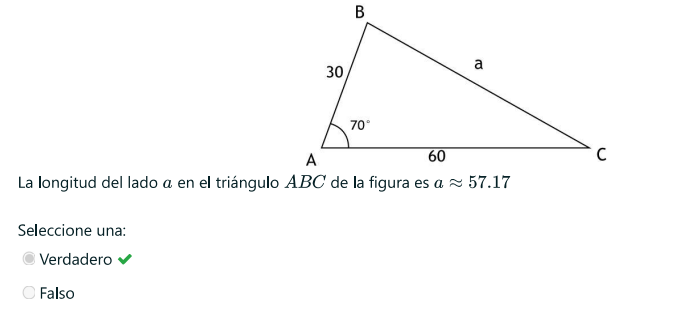 B
30
a
70°
A
60
C
La longitud del lado a en el triángulo ABC de la figura es a ≈ 57.17
Seleccione una:
Verdadero ✔
Falso